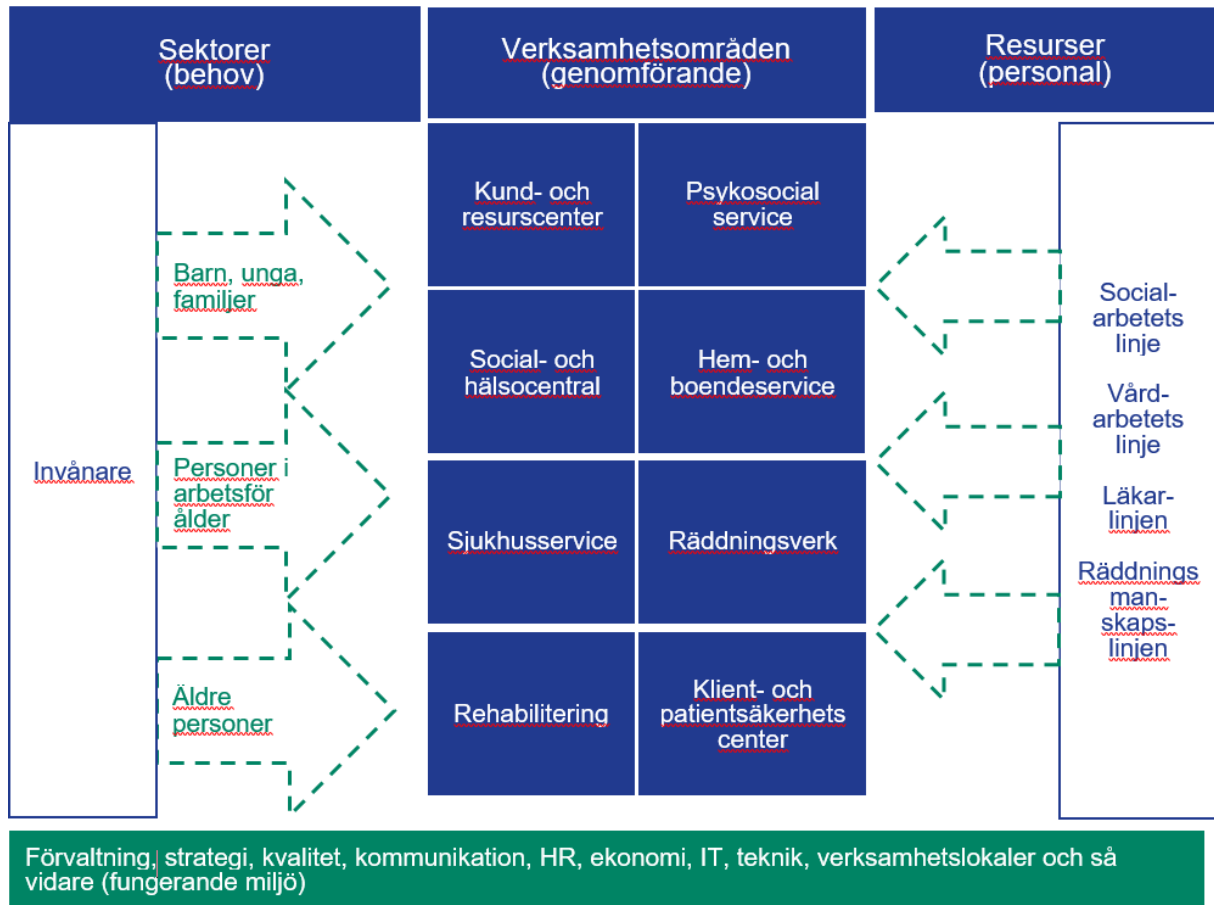 Sektorer
(behov)
Verksamhetsområden
(genomförande)
Resurser
(personal)
Invånare
Barn, unga,
familjer
Personer i
arbetsför
ålder
Äldre
personer
Kund- och
resurscenter
Psykosocial
service
Social- och
hälsocentral
Hem- och
boendeservice
Sjukhusservice
Räddningsverk
Rehabilitering
Klient- och
patientsäkerhets
center
Social-
arbetets
linje
Vård-
arbetets
linje
Läkar-
linjen
Räddnings
man-
skaps-
linjen
Förvaltning, strategi, kvalitet, kommunikation, HR, ekonomi, IT, teknik, verksamhetslokaler och så
vidare (fungerande miljö)